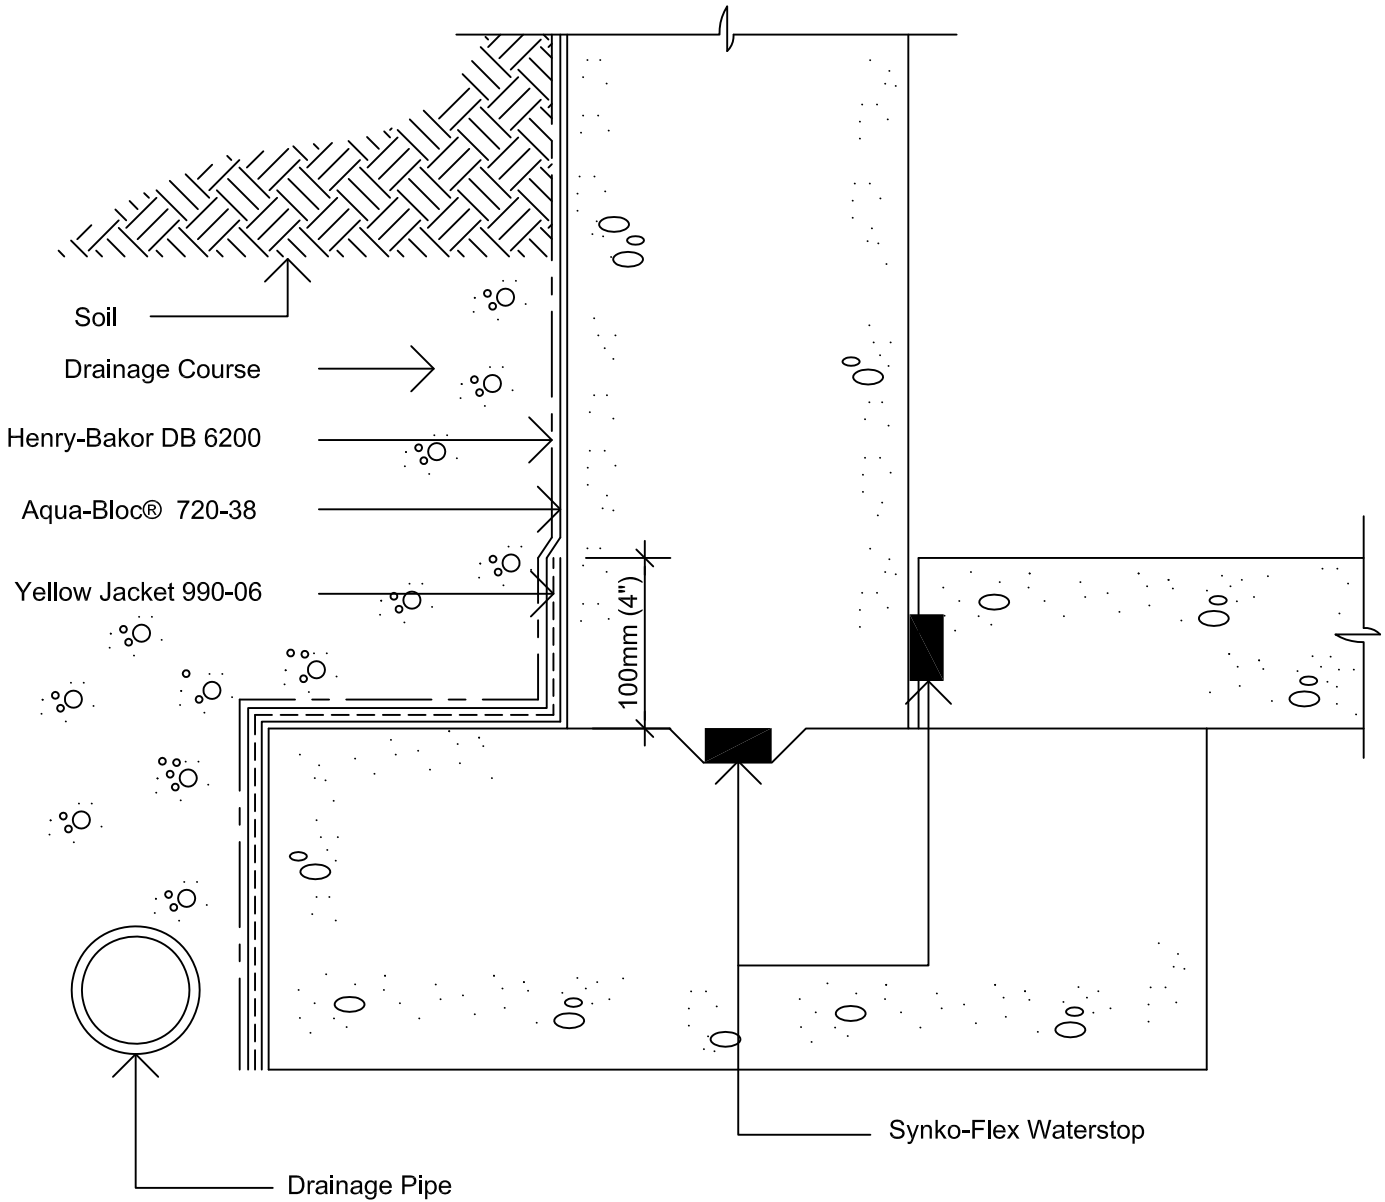 Soil
Drainage Course
Henry-Bakor DB 6200
Aqua-Bloc® 720-38
Yellow Jacket 990-06
100mm (4")
Synko-Flex Waterstop
Drainage Pipe